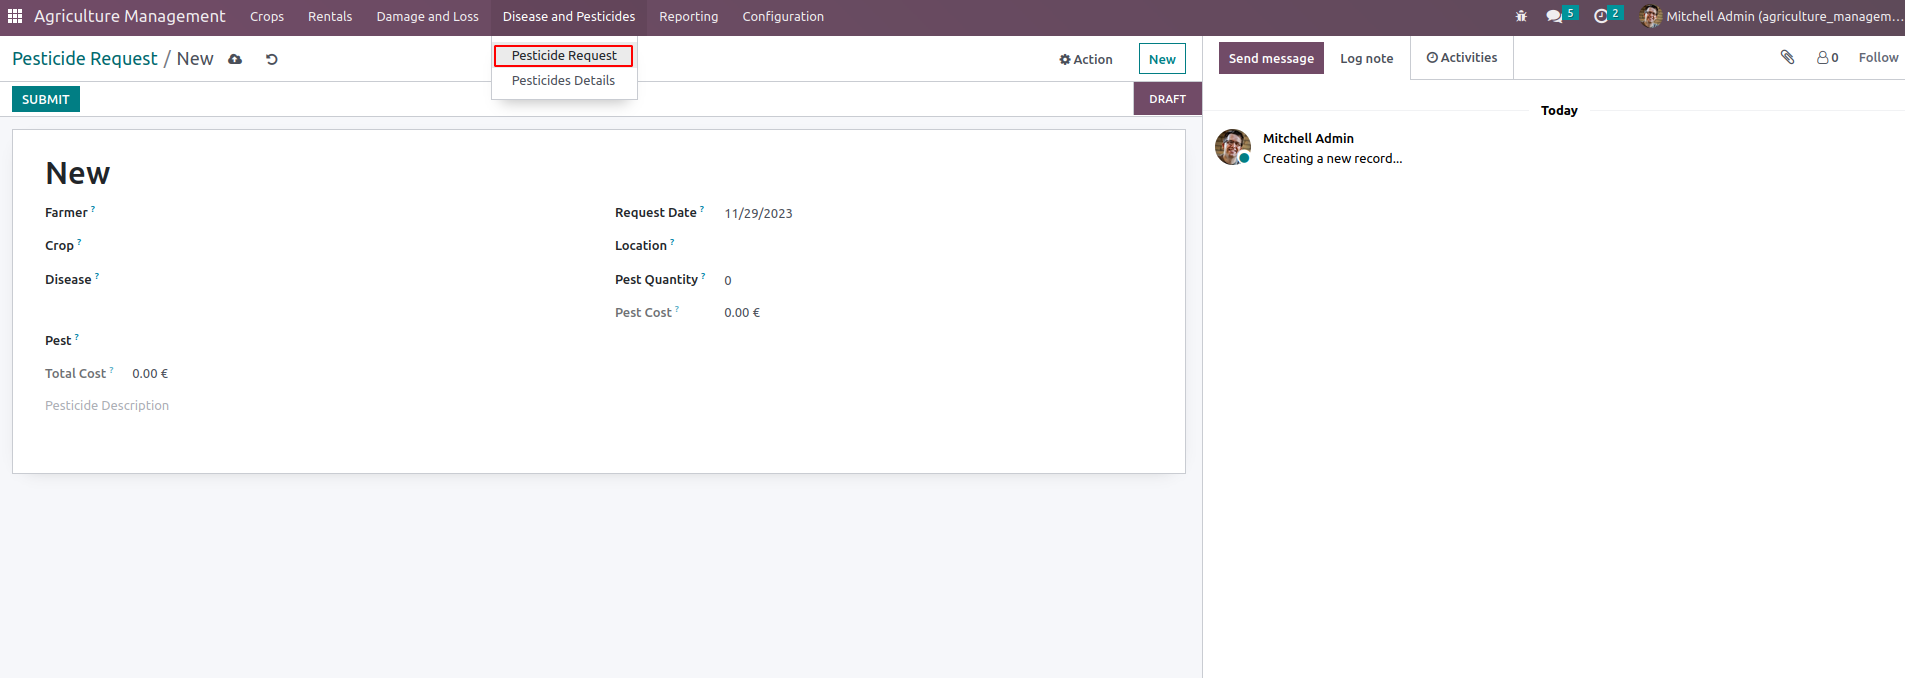 Agriculture Management Crops Rentals Damage and Loss Disease and Pesticides Reporting Configuration 5 2 Mitchell Admin (agriculture_managem...
Pesticide Request / New
Pesticide Request
Pesticides Details
Action New
Send message Log note Activities 0 Follow
SUBMIT
DRAFT
New
Farmer ?
Crop ?
Disease ?
Pest ?
Total Cost ? 0.00 €
Pesticide Description
Request Date ? 11/29/2023
Location ?
Pest Quantity ? 0
Pest Cost ? 0.00 €
Today
Mitchell Admin
Creating a new record...